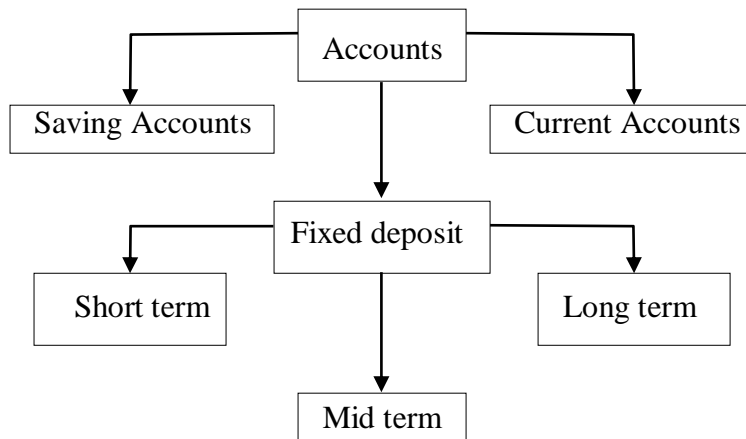 Accounts
Saving Accounts
Current Accounts
Fixed deposit
Short term
Long term
Mid term